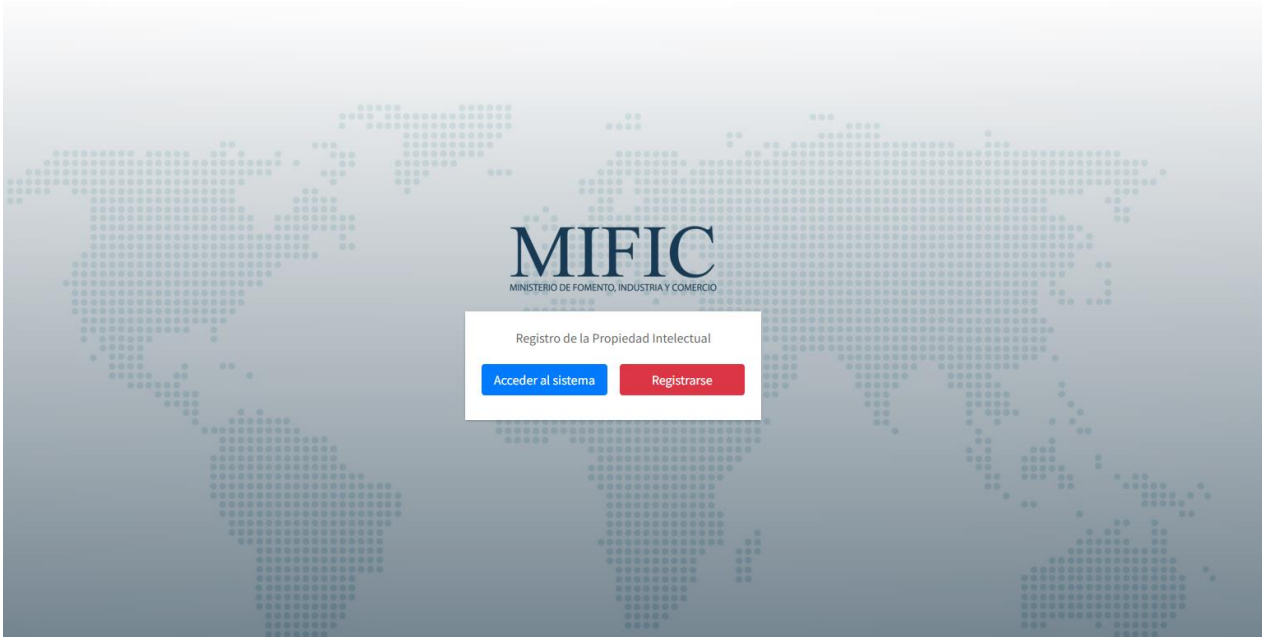 MIFIC
MINISTERIO DE FOMENTO, INDUSTRIA Y COMERCIO
Registro de la Propiedad Intelectual
Acceder al sistema
Registrarse